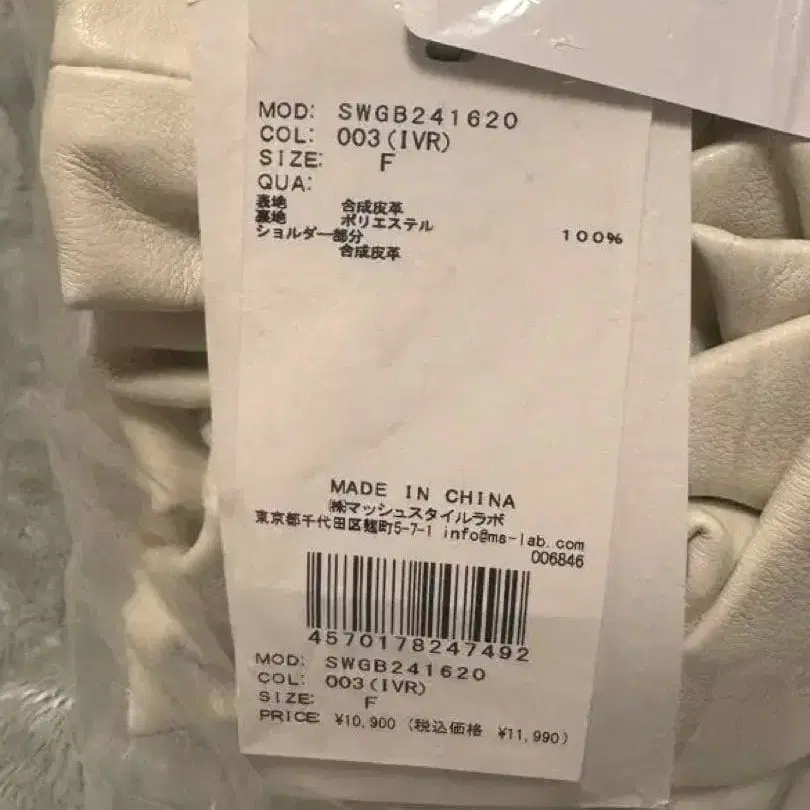 MOD: SWGB241620
COL: 003(IVR)
SIZE: F
QUA:
表地 合成皮革
裏地 ポリエステル 100%
ショルダー部分
合成皮革
MADE IN CHINA
㈱マッシュスタイルラボ
東京都千代田区麹町5-7-1 info@ms-lab.com
006846
4570178247492
MOD: SWGB241620
COL: 003(IVR)
SIZE: F
PRICE: ¥10,900 (税込価格 ¥11,990)